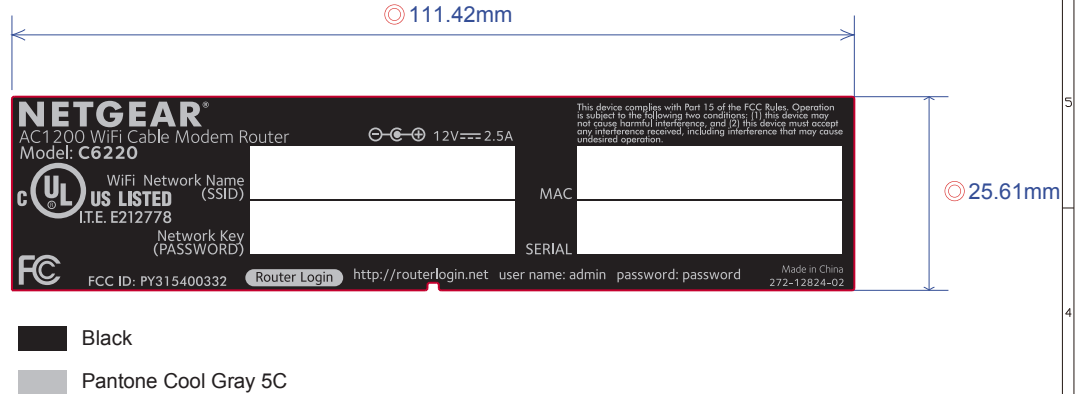 111.42mm
NETGEAR®
AC1200 WiFi Cable Modem Router
Model: C6220
12V⎓2.5A
This device complies with Part 15 of the FCC Rules. Operation
is subject to the following two conditions: (1) this device may
not cause harmful interference, and (2) this device must accept
any interference received, including interference that may cause
undesired operation.
C UL ® US LISTED
I.T.E. E212778
WiFi Network Name
(SSID)
Network Key
(PASSWORD)
MAC
SERIAL
25.61mm
FC
FCC ID: PY315400332
Router Login http://routerlogin.net user name: admin password: password
Made in China
272-12824-02
5
4
Black
Pantone Cool Gray 5C